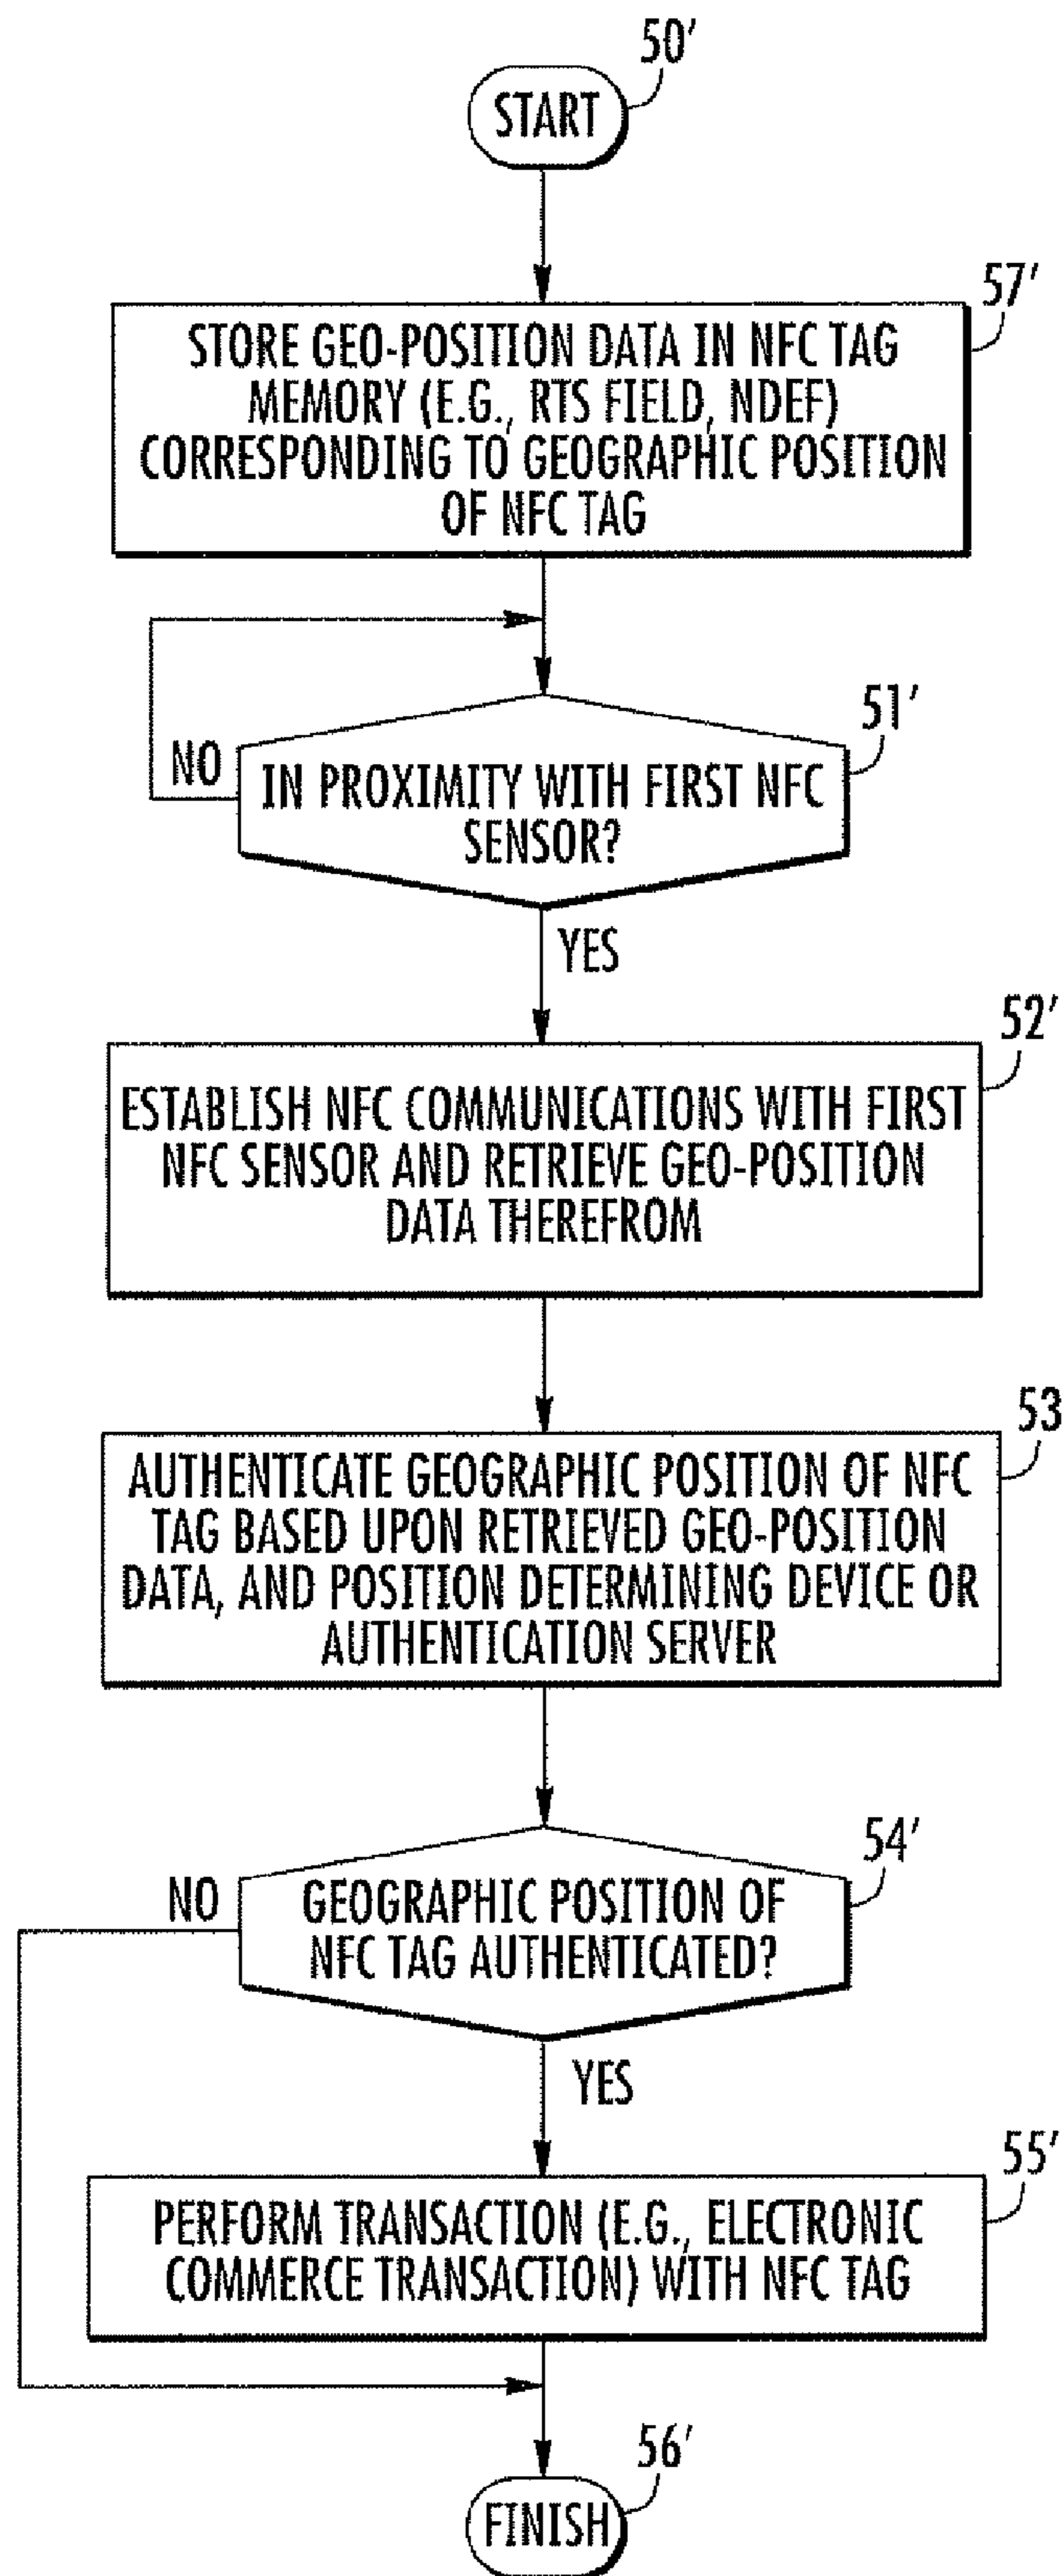 50′
START
57′
STORE GEO-POSITION DATA IN NFC TAG
MEMORY (E.G., RTS FIELD, NDEF)
CORRESPONDING TO GEOGRAPHIC POSITION
OF NFC TAG
51′
NO
IN PROXIMITY WITH FIRST NFC
SENSOR?
YES
52′
ESTABLISH NFC COMMUNICATIONS WITH FIRST
NFC SENSOR AND RETRIEVE GEO-POSITION
DATA THEREFROM
53
AUTHENTICATE GEOGRAPHIC POSITION OF NFC
TAG BASED UPON RETRIEVED GEO-POSITION
DATA, AND POSITION DETERMINING DEVICE OR
AUTHENTICATION SERVER
54′
NO
GEOGRAPHIC POSITION OF
NFC TAG AUTHENTICATED?
YES
55′
PERFORM TRANSACTION (E.G., ELECTRONIC
COMMERCE TRANSACTION) WITH NFC TAG
56′
FINISH